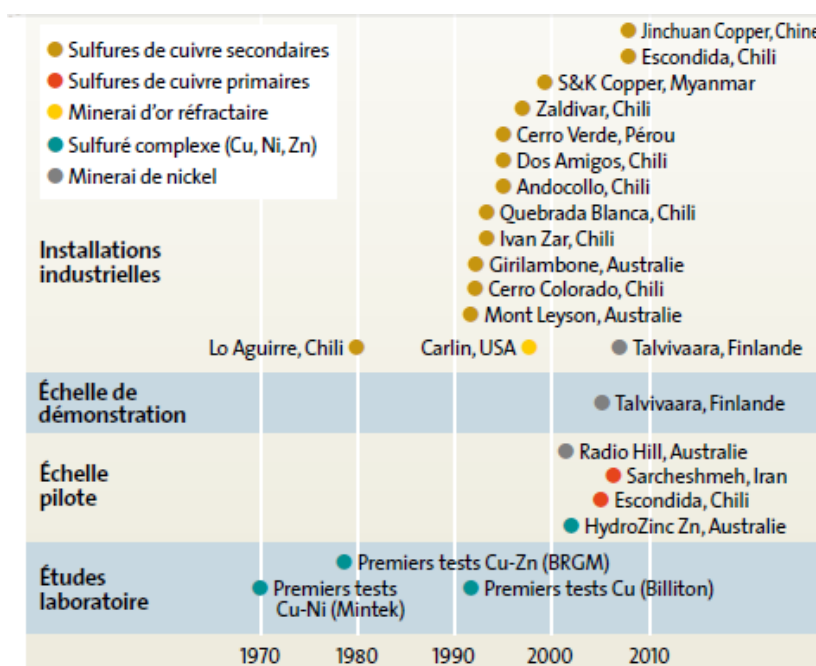 Sulfures de cuivre secondaires
Sulfures de cuivre primaires
Minerai d'or réfractaire
Sulfuré complexe (Cu, Ni, Zn)
Minerai de nickel
Jinchuan Copper, Chine
Escondida, Chili
S&K Copper, Myanmar
Zaldivar, Chili
Cerro Verde, Pérou
Dos Amigos, Chili
Andocollo, Chili
Quebrada Blanca, Chili
Ivan Zar, Chili
Girilambone, Australie
Cerro Colorado, Chili
Mont Leyson, Australie
Installations
industrielles
Lo Aguirre, Chili
Carlin, USA
Talvivaara, Finlande
Échelle de
démonstration
Talvivaara, Finlande
Échelle
pilote
Radio Hill, Australie
Sarcheshmeh, Iran
Escondida, Chili
HydroZinc Zn, Australie
Études
laboratoire
Premiers tests Cu-Zn (BRGM)
Premiers tests
Cu-Ni (Mintek)
Premiers tests Cu (Billiton)
1970 1980 1990 2000 2010